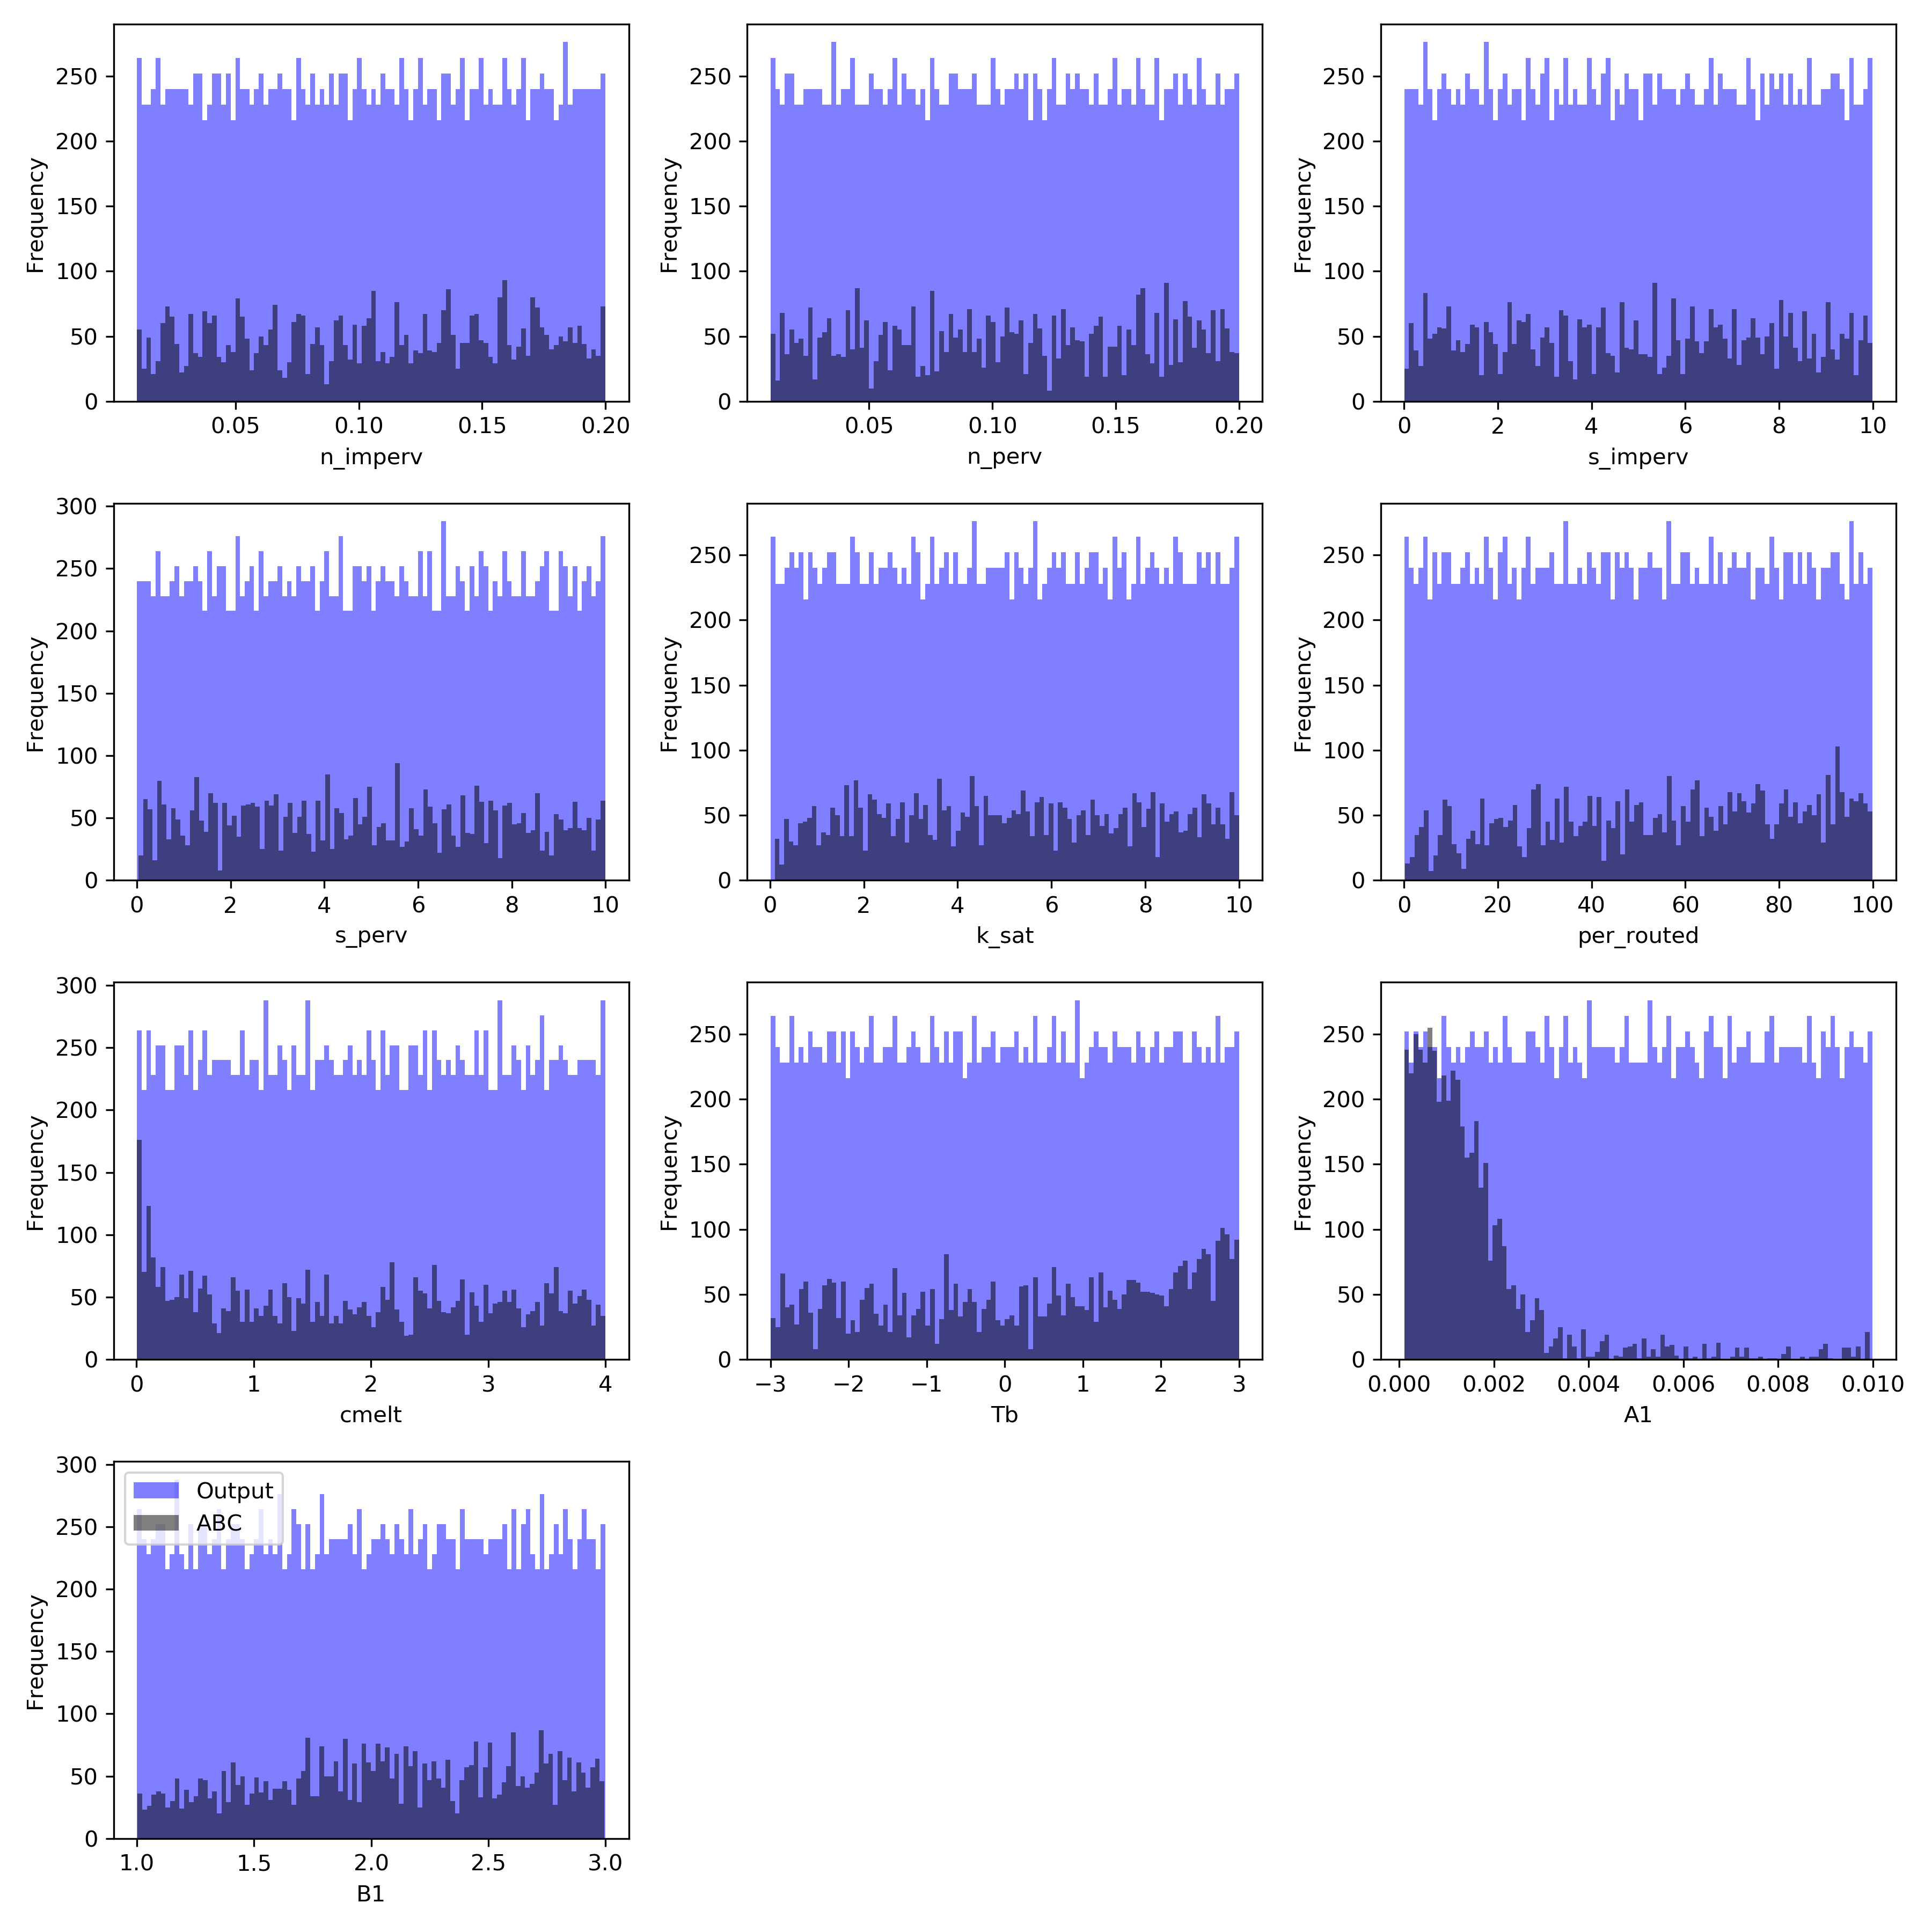 Frequency
250
200
150
100
50
0
0.05 0.10 0.15 0.20
n_imperv
Frequency
250
200
150
100
50
0
0.05 0.10 0.15 0.20
n_perv
Frequency
250
200
150
100
50
0
0 2 4 6 8 10
s_imperv
Frequency
300
250
200
150
100
50
0
0 2 4 6 8 10
s_perv
Frequency
250
200
150
100
50
0
0 2 4 6 8 10
k_sat
Frequency
250
200
150
100
50
0
0 20 40 60 80 100
per_routed
Frequency
300
250
200
150
100
50
0
0 1 2 3 4
cmelt
Frequency
250
200
150
100
50
0
−3 −2 −1 0 1 2 3
Tb
Frequency
250
200
150
100
50
0
0.000 0.002 0.004 0.006 0.008 0.010
A1
Frequency
300
250
200
150
100
50
0
Output
ABC
1.0 1.5 2.0 2.5 3.0
B1